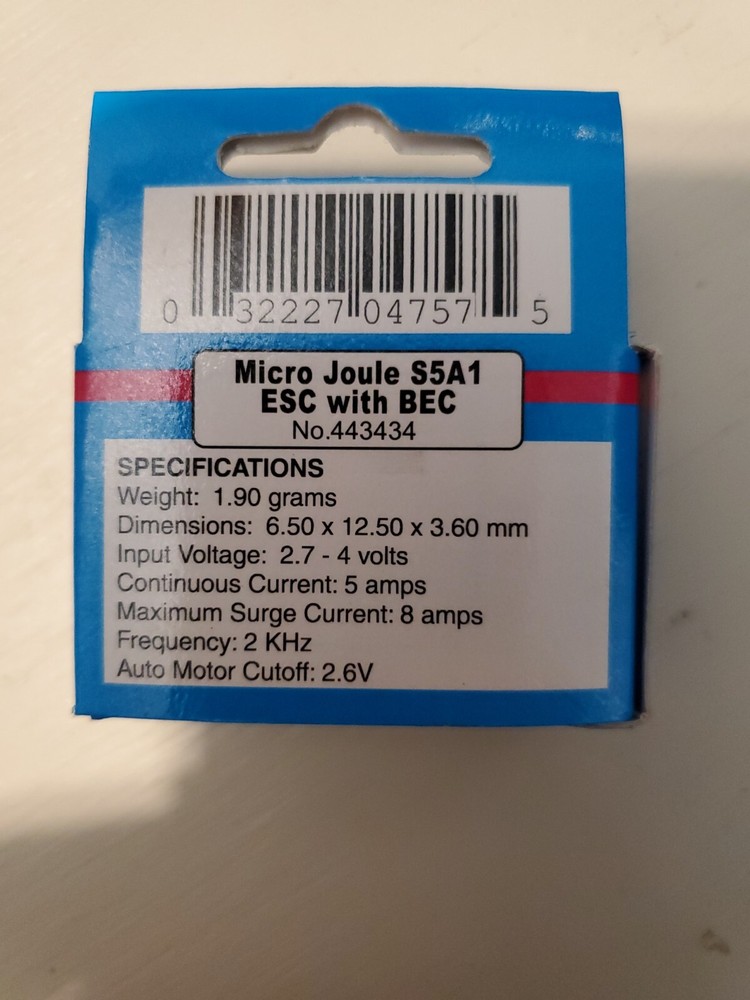 0 32227 04757 5
Micro Joule S5A1
ESC with BEC
No.443434
SPECIFICATIONS
Weight: 1.90 grams
Dimensions: 6.50 x 12.50 x 3.60 mm
Input Voltage: 2.7 - 4 volts
Continuous Current: 5 amps
Maximum Surge Current: 8 amps
Frequency: 2 KHz
Auto Motor Cutoff: 2.6V